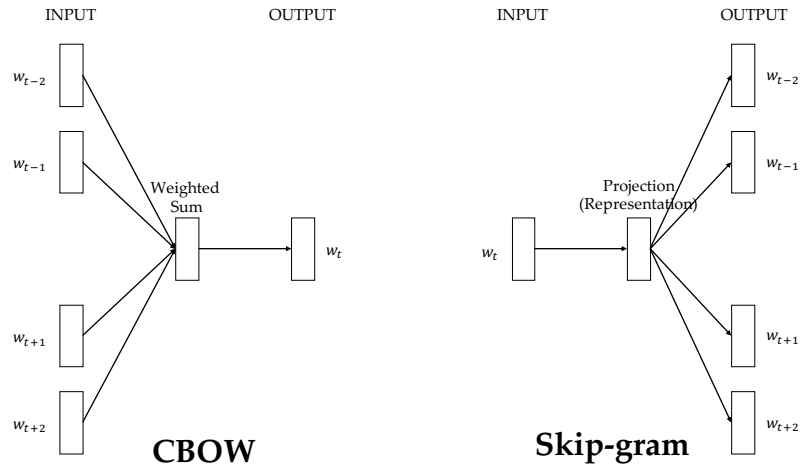 INPUT
OUTPUT
w_{t-2}
w_{t-1}
Weighted
Sum
w_t
w_{t+1}
w_{t+2}
CBOW
INPUT
OUTPUT
w_{t-2}
w_{t-1}
Projection
(Representation)
w_t
w_{t+1}
w_{t+2}
Skip-gram